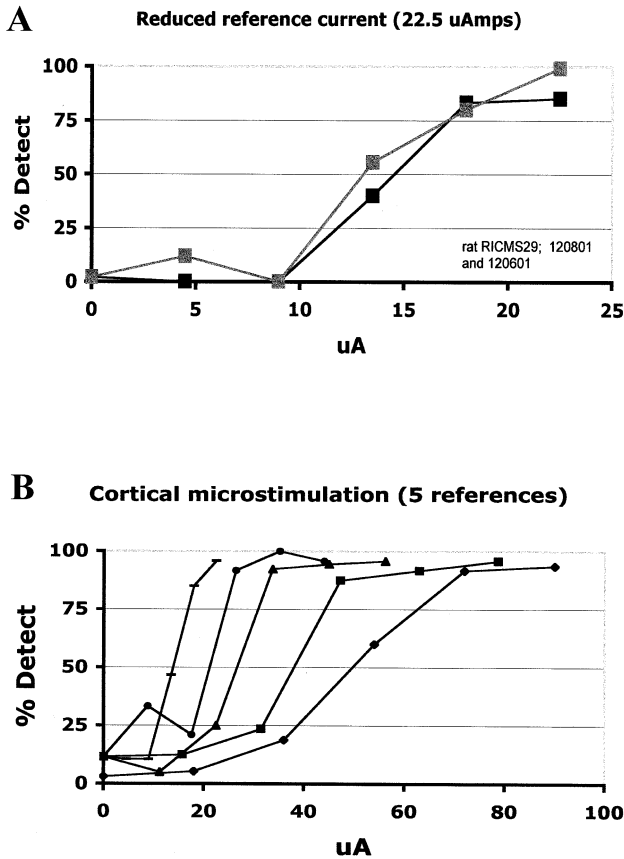 A
Reduced reference current (22.5 uAmps)
100
75
50
25
0
% Detect
rat RICMS29; 120801
and 120601
0 5 10 15 20 25
uA
B
Cortical microstimulation (5 references)
100
75
50
25
0
% Detect
0 20 40 60 80 100
uA